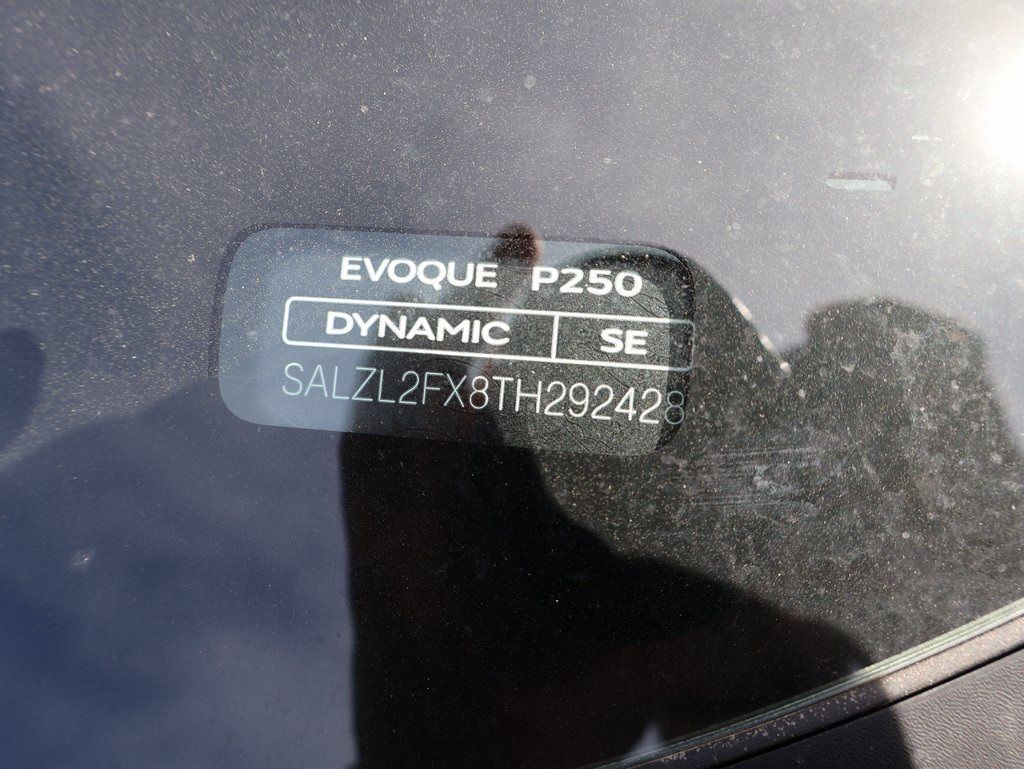 EVOQUE P250
DYNAMIC SE
SALZL2FX8TH292428